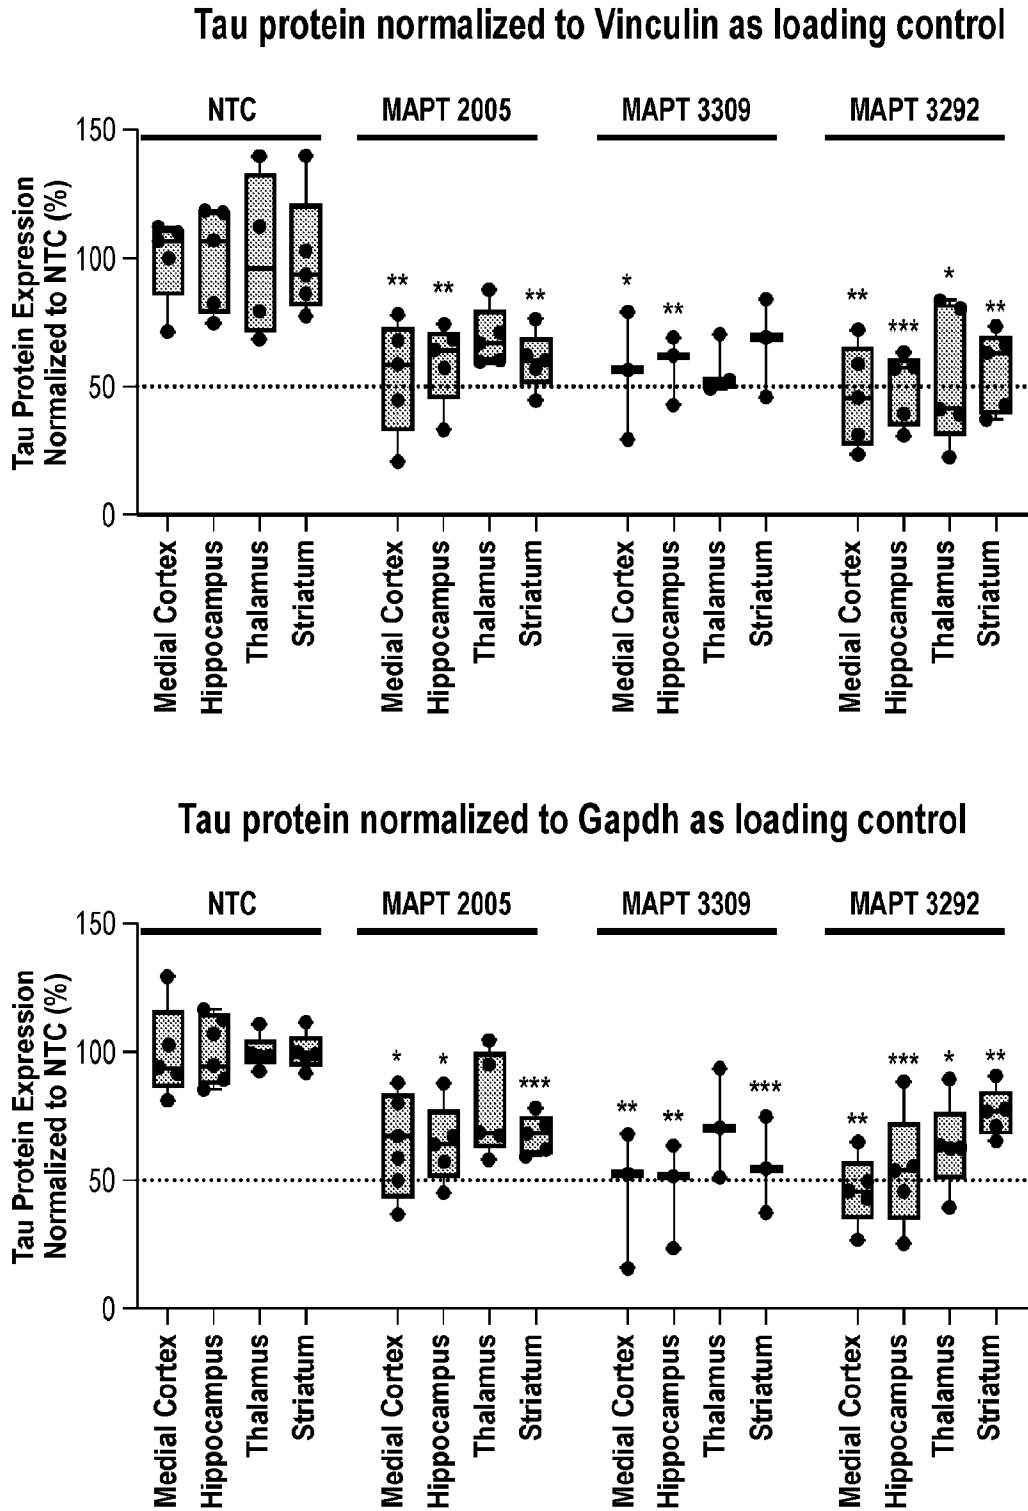 Tau protein normalized to Vinculin as loading control
NTC MAPT 2005 MAPT 3309 MAPT 3292
Tau Protein Expression
Normalized to NTC (%)
150
100
50
0
** ** ** * ** ** *** * **
Medial Cortex Hippocampus Thalamus Striatum Medial Cortex Hippocampus Thalamus Striatum Medial Cortex Hippocampus Thalamus Striatum Medial Cortex Hippocampus Thalamus Striatum
Tau protein normalized to Gapdh as loading control
NTC MAPT 2005 MAPT 3309 MAPT 3292
Tau Protein Expression
Normalized to NTC (%)
150
100
50
0
* * *** ** ** *** ** *** * **
Medial Cortex Hippocampus Thalamus Striatum Medial Cortex Hippocampus Thalamus Striatum Medial Cortex Hippocampus Thalamus Striatum Medial Cortex Hippocampus Thalamus Striatum